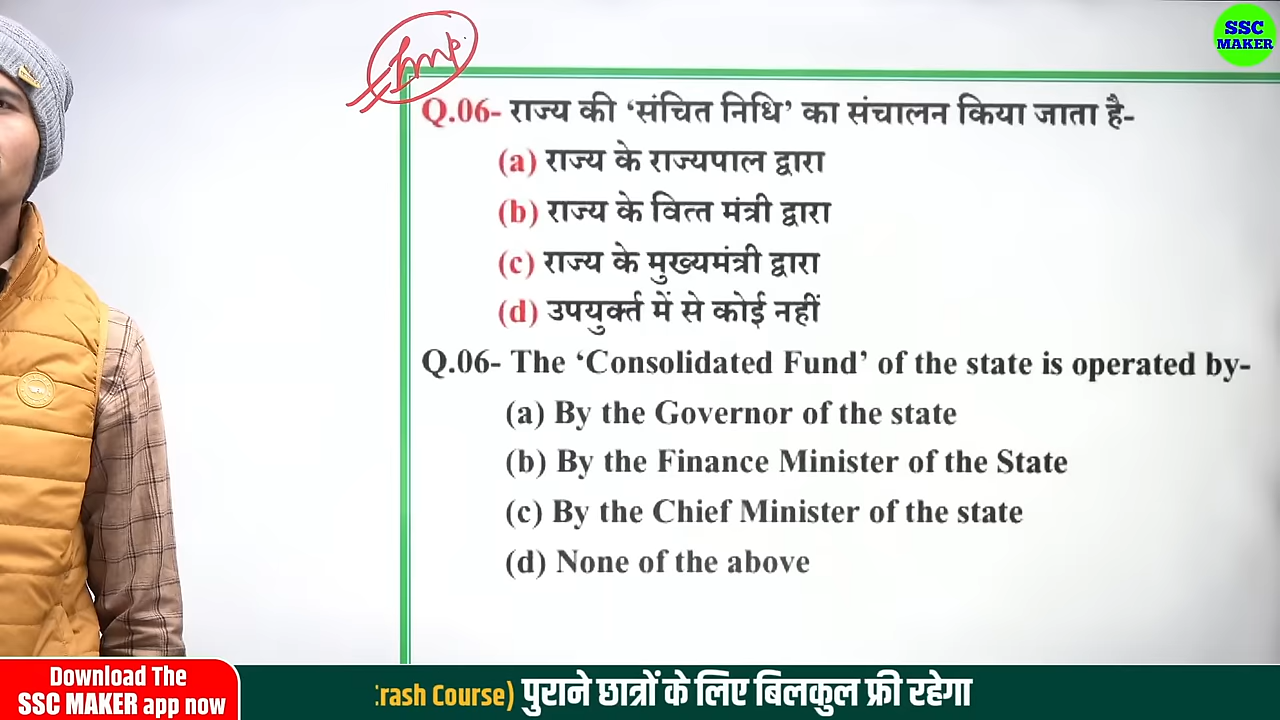 Imp.
SSC
MAKER
Q.06- राज्य की ‘संचित निधि’ का संचालन किया जाता है-
(a) राज्य के राज्यपाल द्वारा
(b) राज्य के वित्त मंत्री द्वारा
(c) राज्य के मुख्यमंत्री द्वारा
(d) उपयुर्क्त में से कोई नहीं
Q.06- The ‘Consolidated Fund’ of the state is operated by-
(a) By the Governor of the state
(b) By the Finance Minister of the State
(c) By the Chief Minister of the state
(d) None of the above
Download The
SSC MAKER app now
rash Course) पुराने छात्रों के लिए बिलकुल फ्री रहेगा